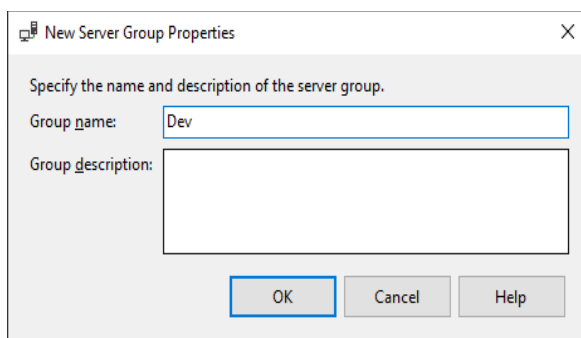 New Server Group Properties
Specify the name and description of the server group.
Group name: Dev
Group description:
OK Cancel Help